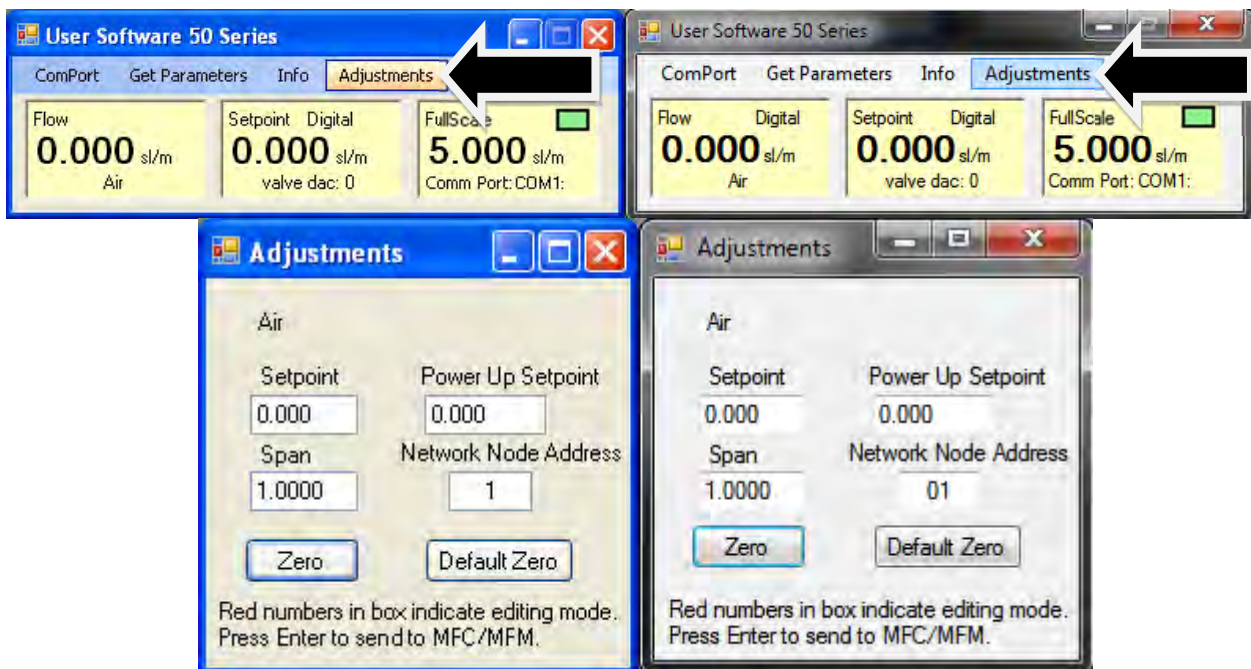 User Software 50 Series
ComPort Get Parameters Info Adjustments
Flow Setpoint Digital FullScale
0.000 sl/m 0.000 sl/m 5.000 sl/m
Air valve dac: 0 Comm Port: COM1:
User Software 50 Series
ComPort Get Parameters Info Adjustments
Flow Digital Setpoint Digital FullScale
0.000 sl/m 0.000 sl/m 5.000 sl/m
Air valve dac: 0 Comm Port: COM1:
Adjustments
Air
Setpoint Power Up Setpoint
0.000 0.000
Span Network Node Address
1.0000 1
Zero Default Zero
Red numbers in box indicate editing mode.
Press Enter to send to MFC/MFM.
Adjustments
Air
Setpoint Power Up Setpoint
0.000 0.000
Span Network Node Address
1.0000 01
Zero Default Zero
Red numbers in box indicate editing mode.
Press Enter to send to MFC/MFM.